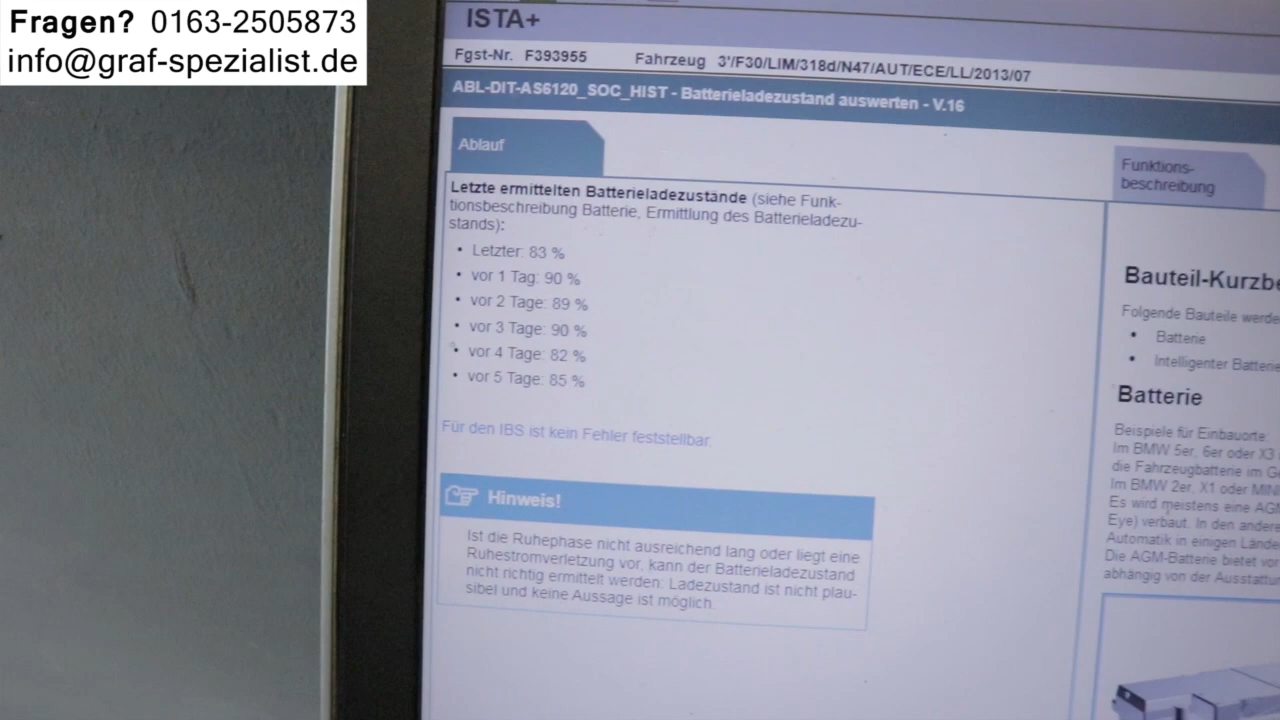 Fragen? 0163-2505873
info@graf-spezialist.de
ISTA+
Fgst-Nr. F393955 Fahrzeug 3'/F30/LIM/318d/N47/AUT/ECE/LL/2013/07
ABL-DIT-AS6120_SOC_HIST - Batterieladezustand auswerten - V.16
Ablauf
Letzte ermittelten Batterieladezustände (siehe Funk-
tionsbeschreibung Batterie, Ermittlung des Batterieladezu-
stands):
• Letzter: 83 %
• vor 1 Tag: 90 %
• vor 2 Tage: 89 %
• vor 3 Tage: 90 %
• vor 4 Tage: 82 %
• vor 5 Tage: 85 %
Für den IBS ist kein Fehler feststellbar.
Hinweis!
Ist die Ruhephase nicht ausreichend lang oder liegt eine
Ruhestromverletzung vor, kann der Batterieladezustand
nicht richtig ermittelt werden: Ladezustand ist nicht plau-
sibel und keine Aussage ist möglich.
Funktions-
beschreibung
Bauteil-Kurzbe
Folgende Bauteile werde
• Batterie
• Intelligenter Batterie
Batterie
Beispiele für Einbauorte:
Im BMW 5er, 6er oder X3
die Fahrzeugbatterie im G
Im BMW 2er, X1 oder MINI
Es wird meistens eine AG
Eye) verbaut. In den andere
Automatik in einigen Lände
Die AGM-Batterie bietet vor
abhängig von der Ausstattu